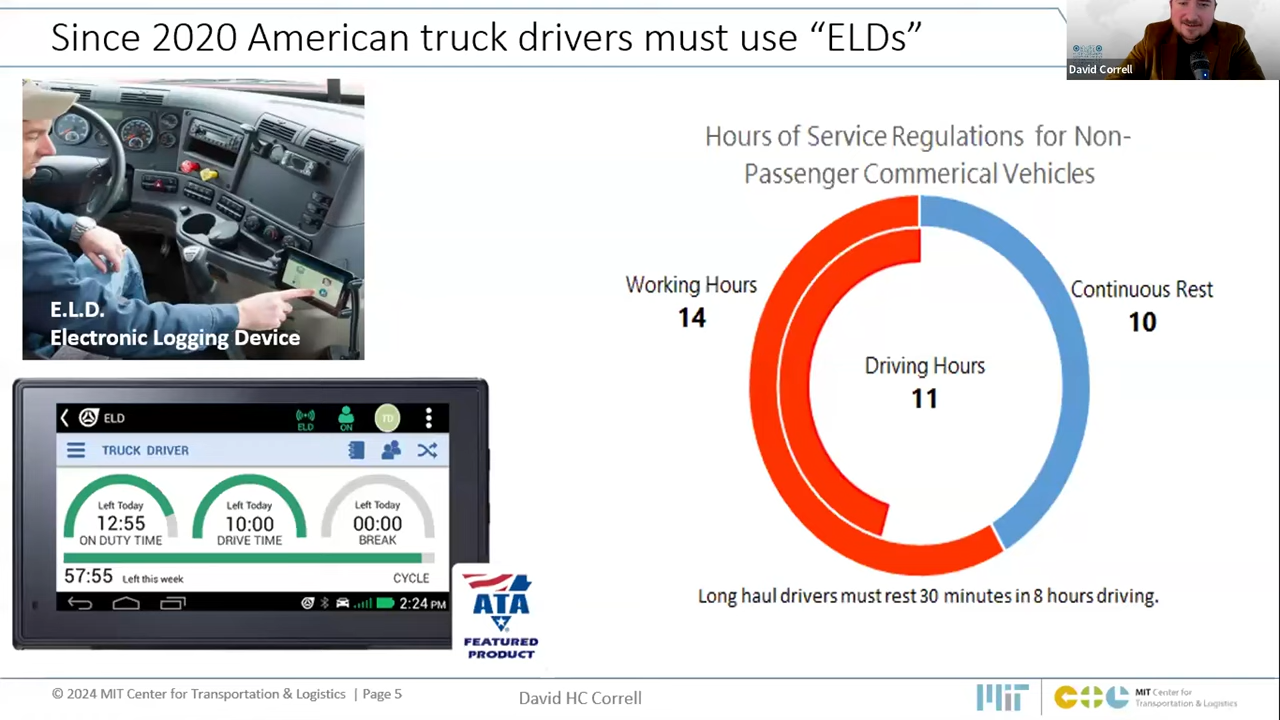 Since 2020 American truck drivers must use “ELDs”
David Correll
E.L.D.
Electronic Logging Device
ELD
ELD
ON
TD
TRUCK DRIVER
Left Today
12:55
ON DUTY TIME
Left Today
10:00
DRIVE TIME
Left Today
00:00
BREAK
57:55 Left this week
CYCLE
2:24 PM
ATA
FEATURED
PRODUCT
Hours of Service Regulations for Non-
Passenger Commerical Vehicles
Working Hours
14
Continuous Rest
10
Driving Hours
11
Long haul drivers must rest 30 minutes in 8 hours driving.
© 2024 MIT Center for Transportation & Logistics | Page 5
David HC Correll
MIT
MIT Center for
Transportation & Logistics